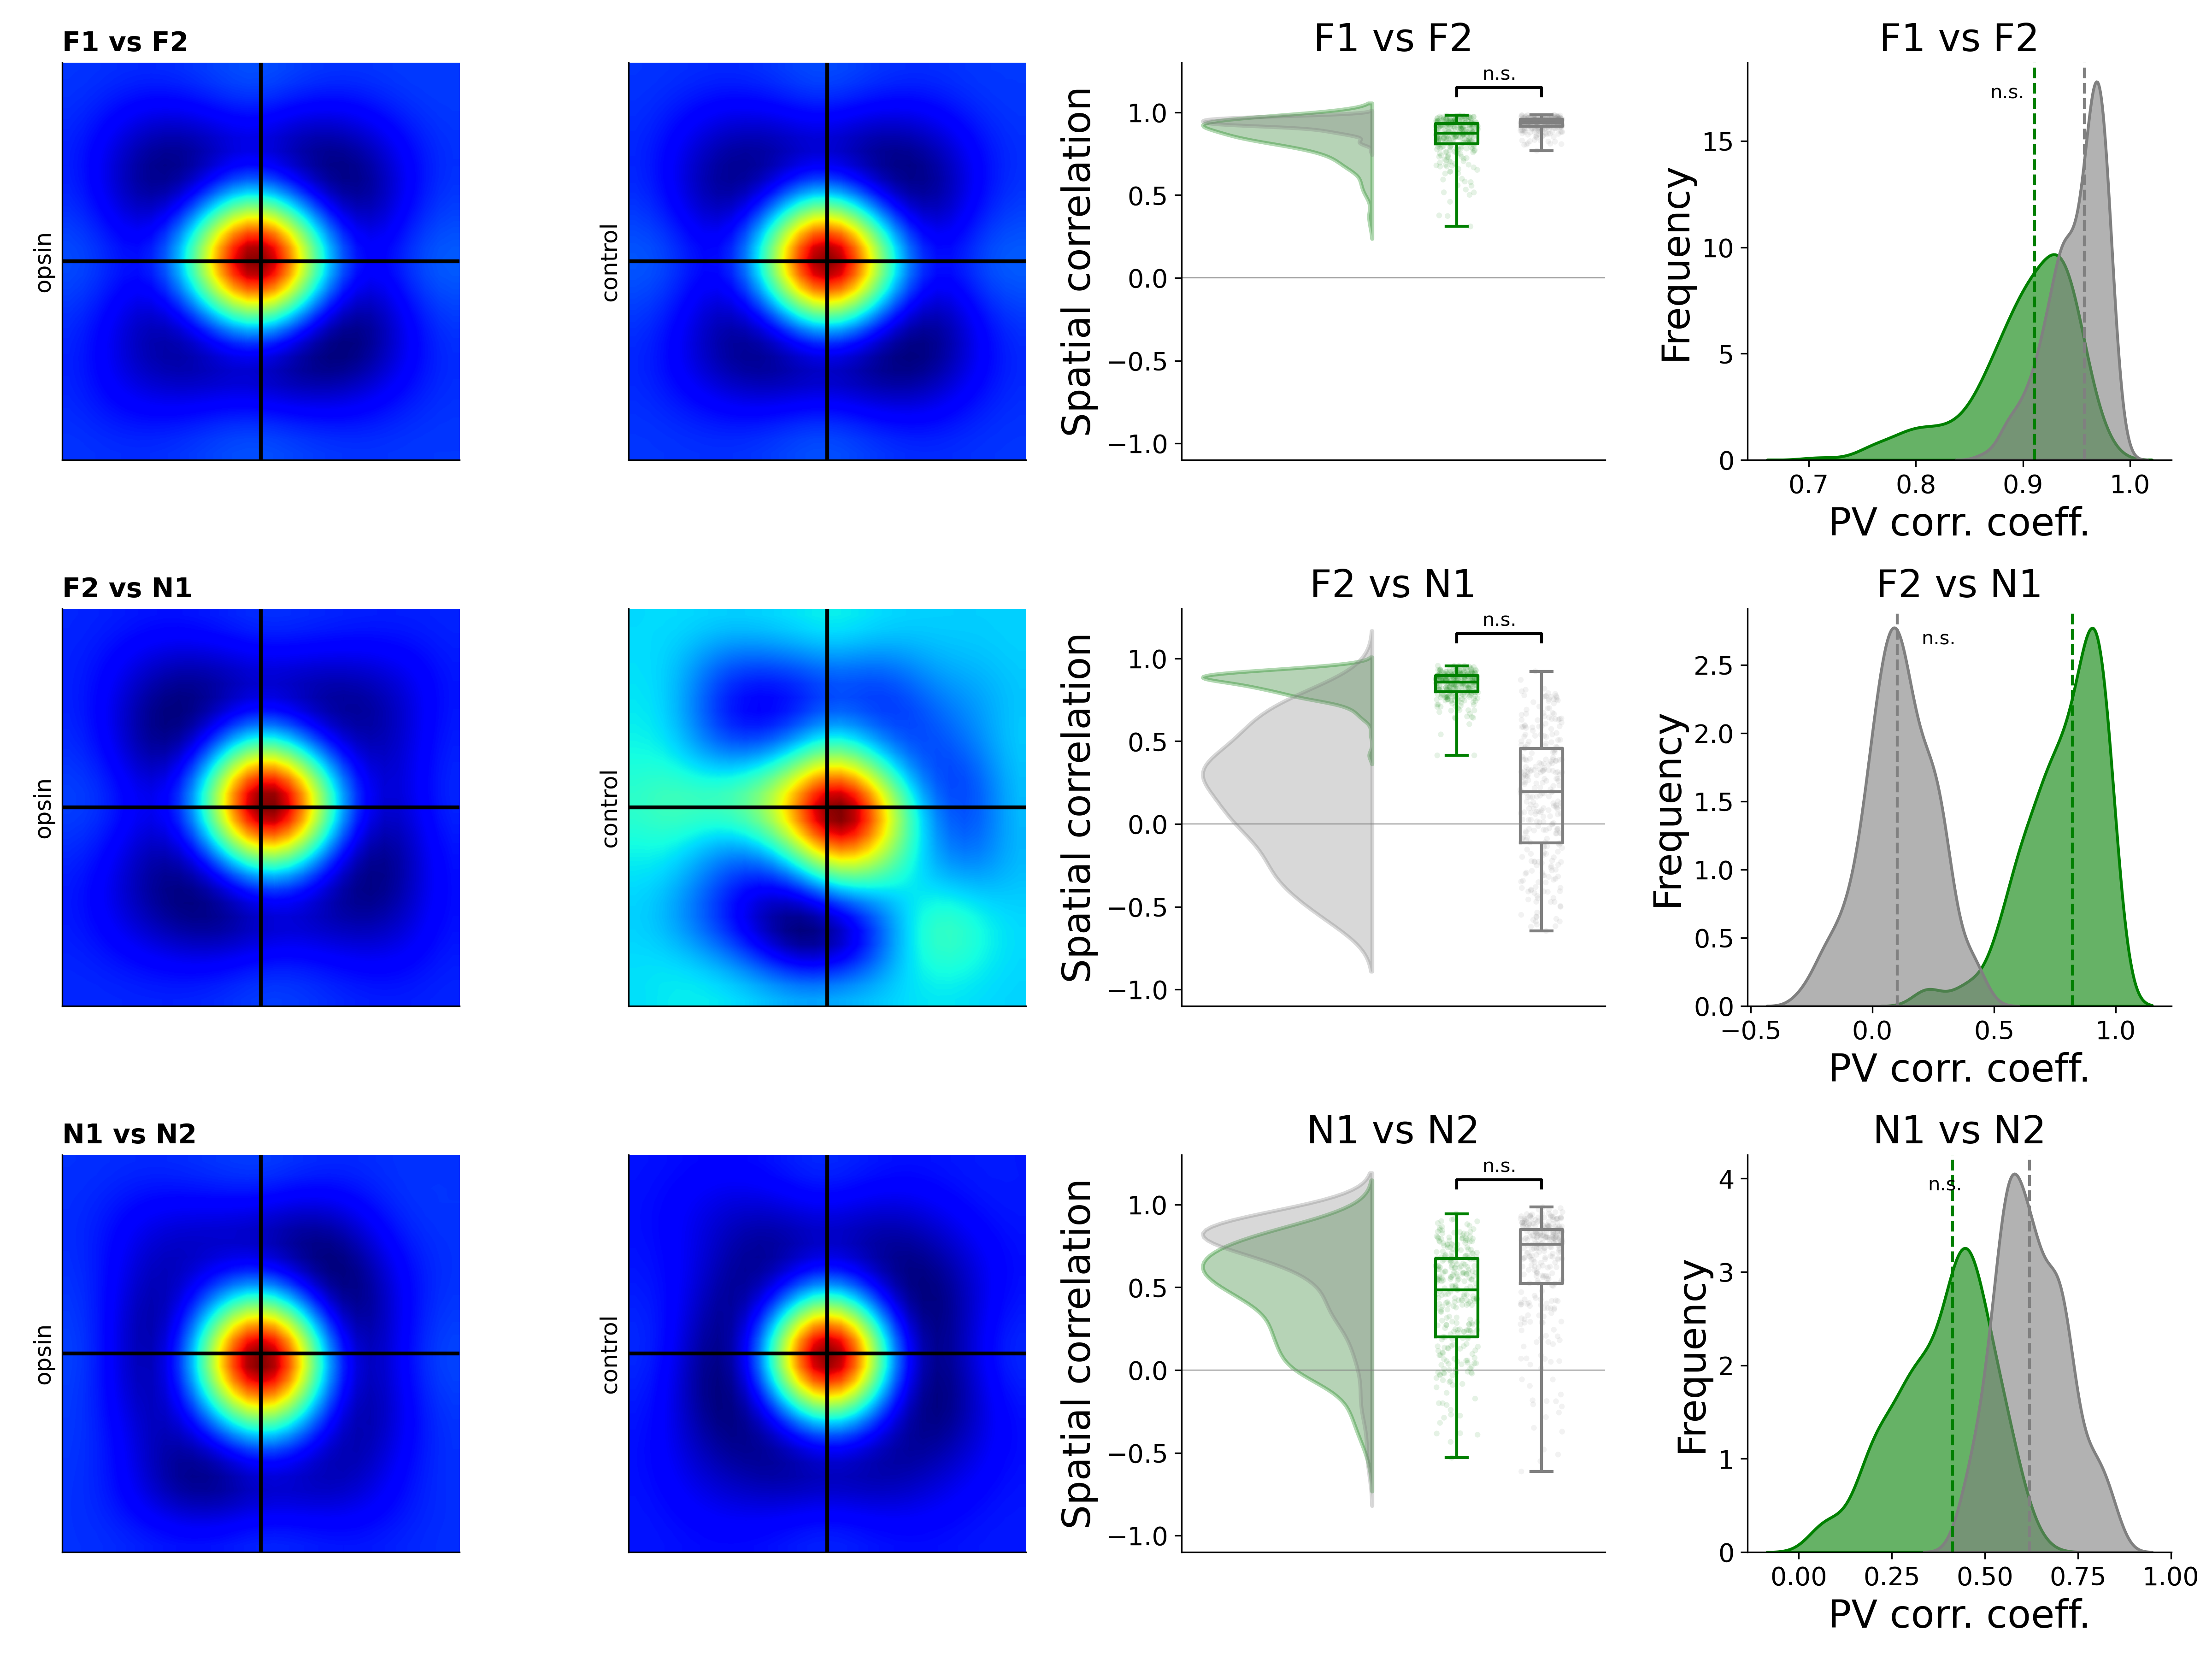 F1 vs F2
opsin
control
F1 vs F2
n.s.
Spatial correlation
1.0
0.5
0.0
−0.5
−1.0
F1 vs F2
n.s.
Frequency
15
10
5
0
0.7 0.8 0.9 1.0
PV corr. coeff.
F2 vs N1
opsin
control
F2 vs N1
n.s.
Spatial correlation
1.0
0.5
0.0
−0.5
−1.0
F2 vs N1
n.s.
Frequency
2.5
2.0
1.5
1.0
0.5
0.0
−0.5 0.0 0.5 1.0
PV corr. coeff.
N1 vs N2
opsin
control
N1 vs N2
n.s.
Spatial correlation
1.0
0.5
0.0
−0.5
−1.0
N1 vs N2
n.s.
Frequency
4
3
2
1
0
0.00 0.25 0.50 0.75 1.00
PV corr. coeff.